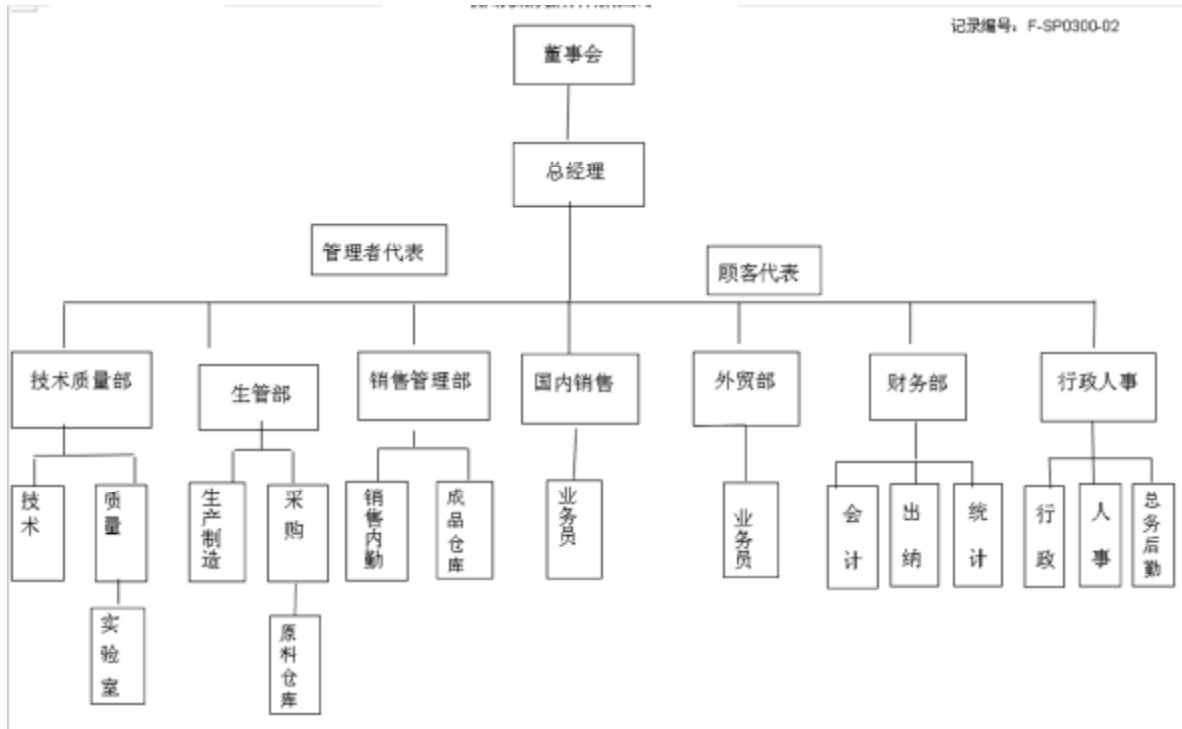 记录编号：F-SP0300-02
董事会
总经理
管理者代表
顾客代表
技术质量部
生管部
销售管理部
国内销售
外贸部
财务部
行政人事
技术
质量
生产制造
采购
销售内勤
成品仓库
业务员
业务员
会计
出纳
统计
行政
人事
总务后勤
实验室
原料仓库